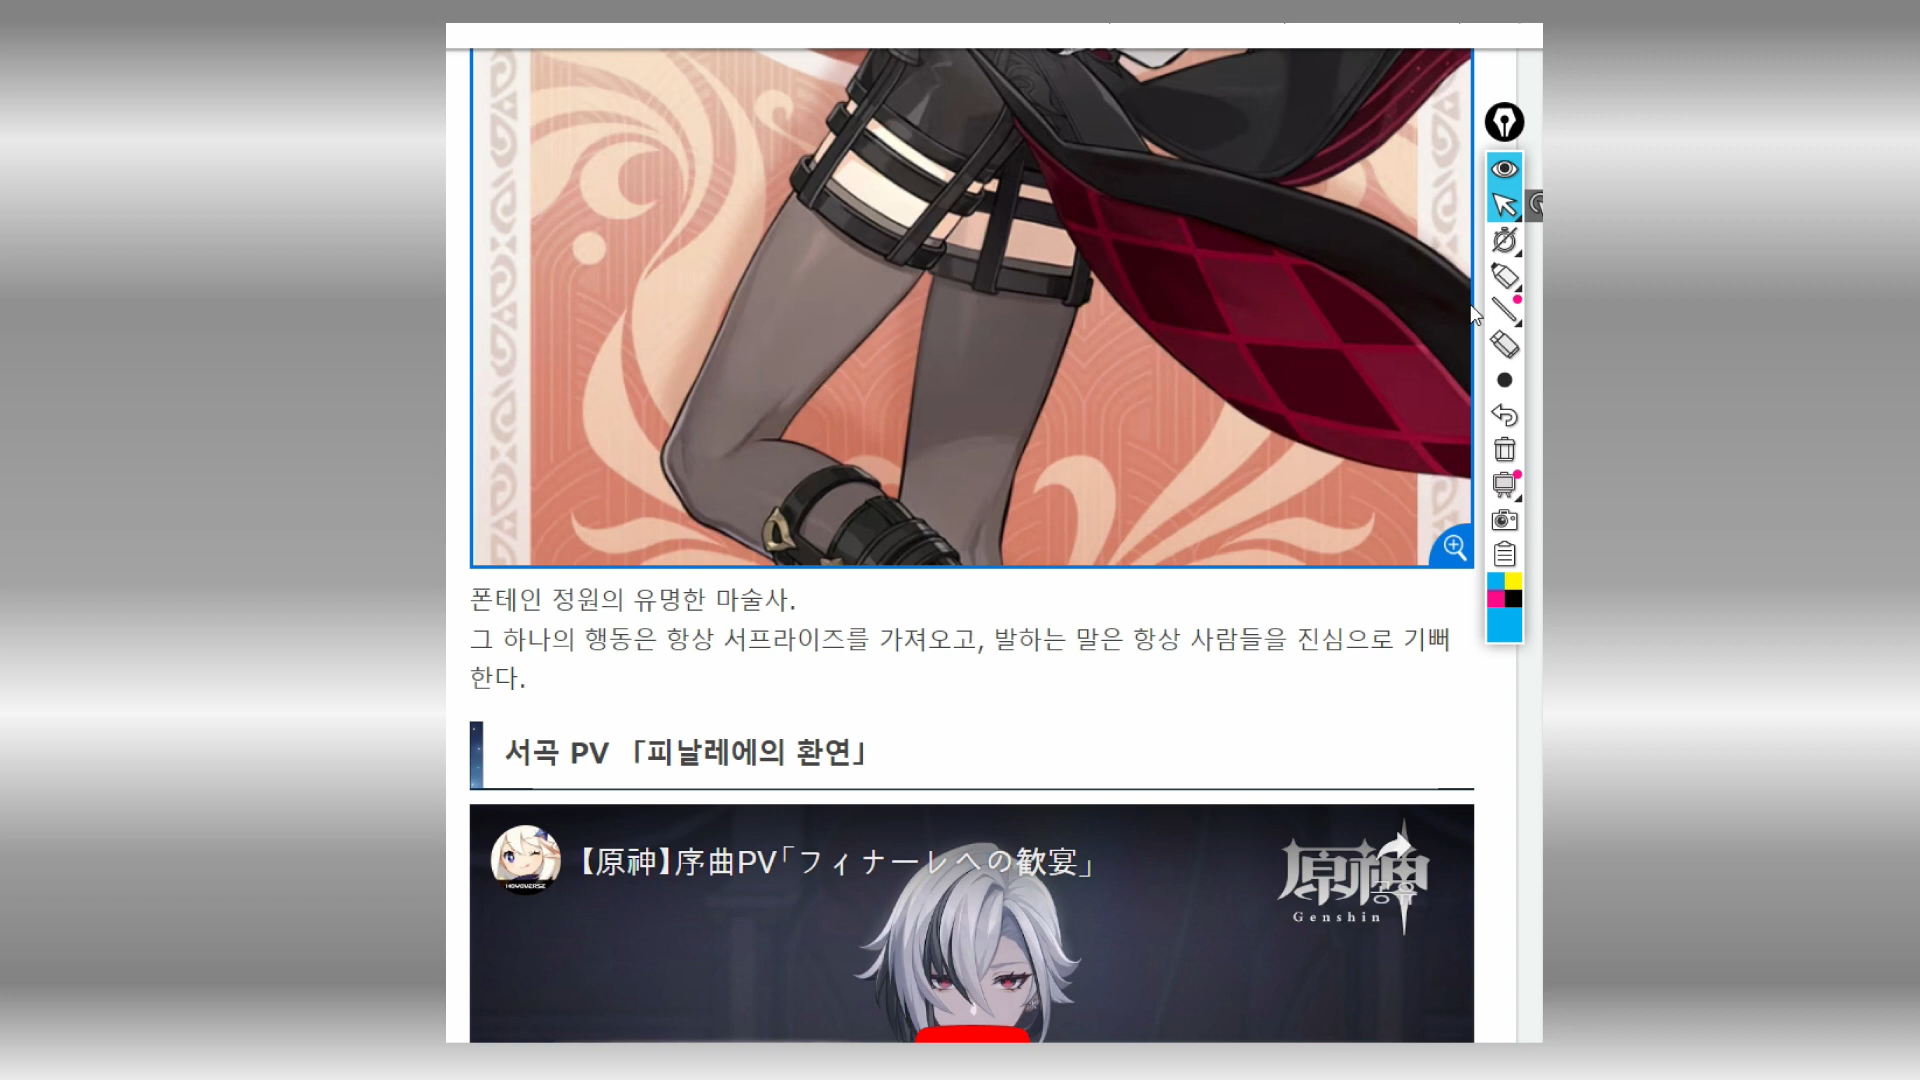 폰테인 정원의 유명한 마술사.
그 하나의 행동은 항상 서프라이즈를 가져오고, 발하는 말은 항상 사람들을 진심으로 기뻐
한다.
서곡 PV 「피날레에의 환연」
【原神】序曲PV「フィナーレへの歓宴」
HOYOVERSE
原神
공유
Genshin